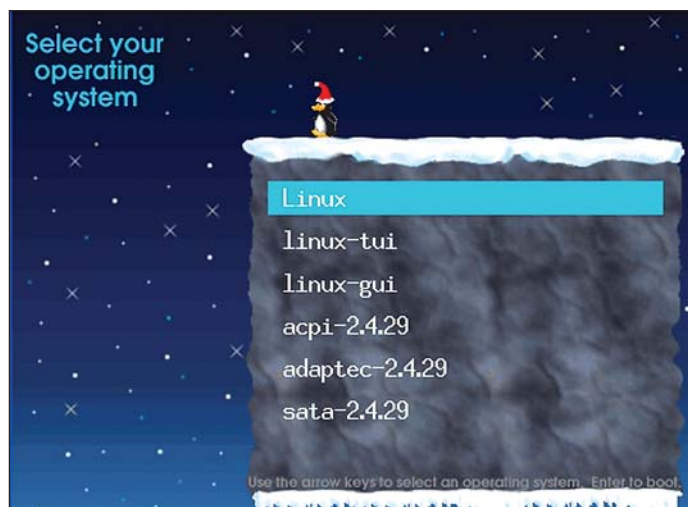 Select your
operating
system
Linux
linux-tui
linux-gui
acpi-2.4.29
adaptec-2.4.29
sata-2.4.29
Use the arrow keys to select an operating system. Enter to boot.